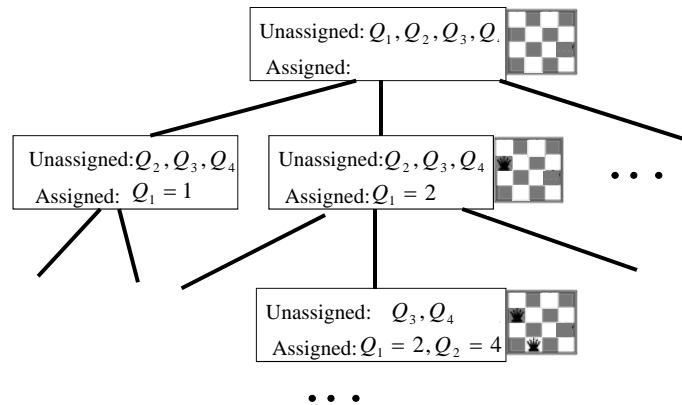 Unassigned: Q₁, Q₂, Q₃, Q
Assigned:
Unassigned: Q₂, Q₃, Q₄
Assigned: Q₁ = 1
Unassigned: Q₂, Q₃, Q₄
Assigned: Q₁ = 2
• • •
Unassigned: Q₃, Q₄
Assigned: Q₁ = 2, Q₂ = 4
• • •